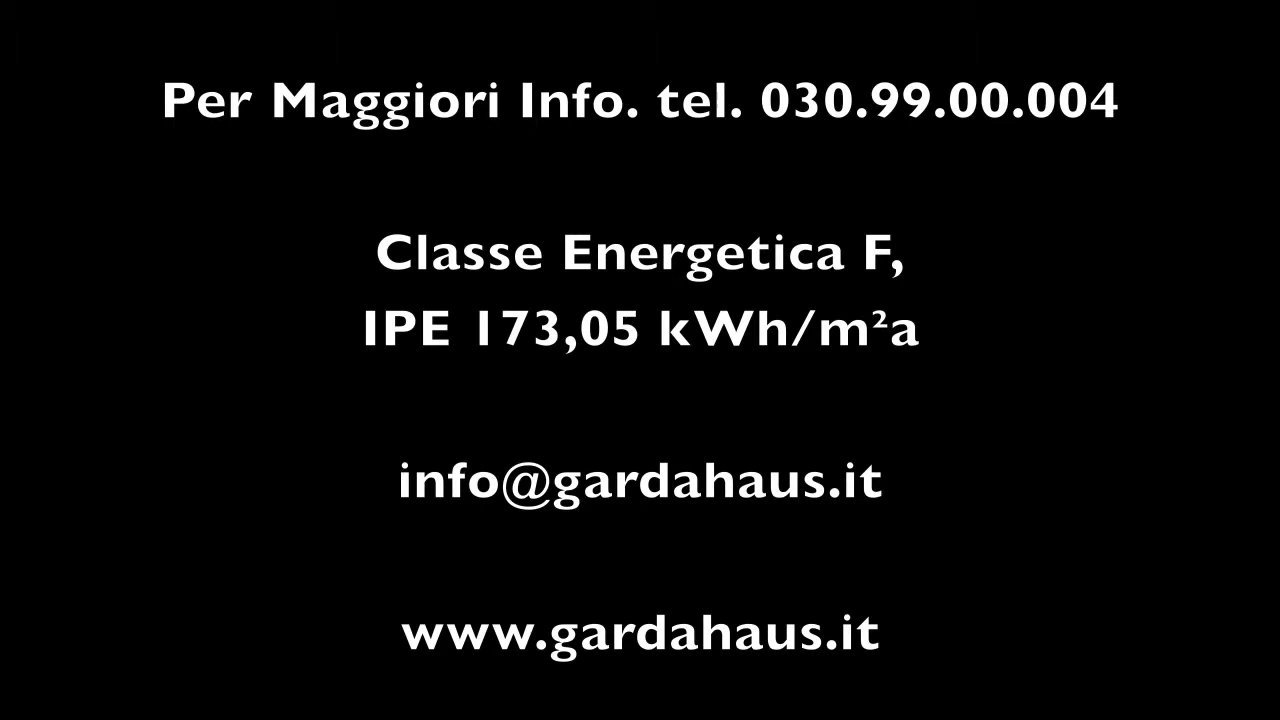 Per Maggiori Info. tel. 030.99.00.004
Classe Energetica F,
IPE 173,05 kWh/m²a
info@gardahaus.it
www.gardahaus.it